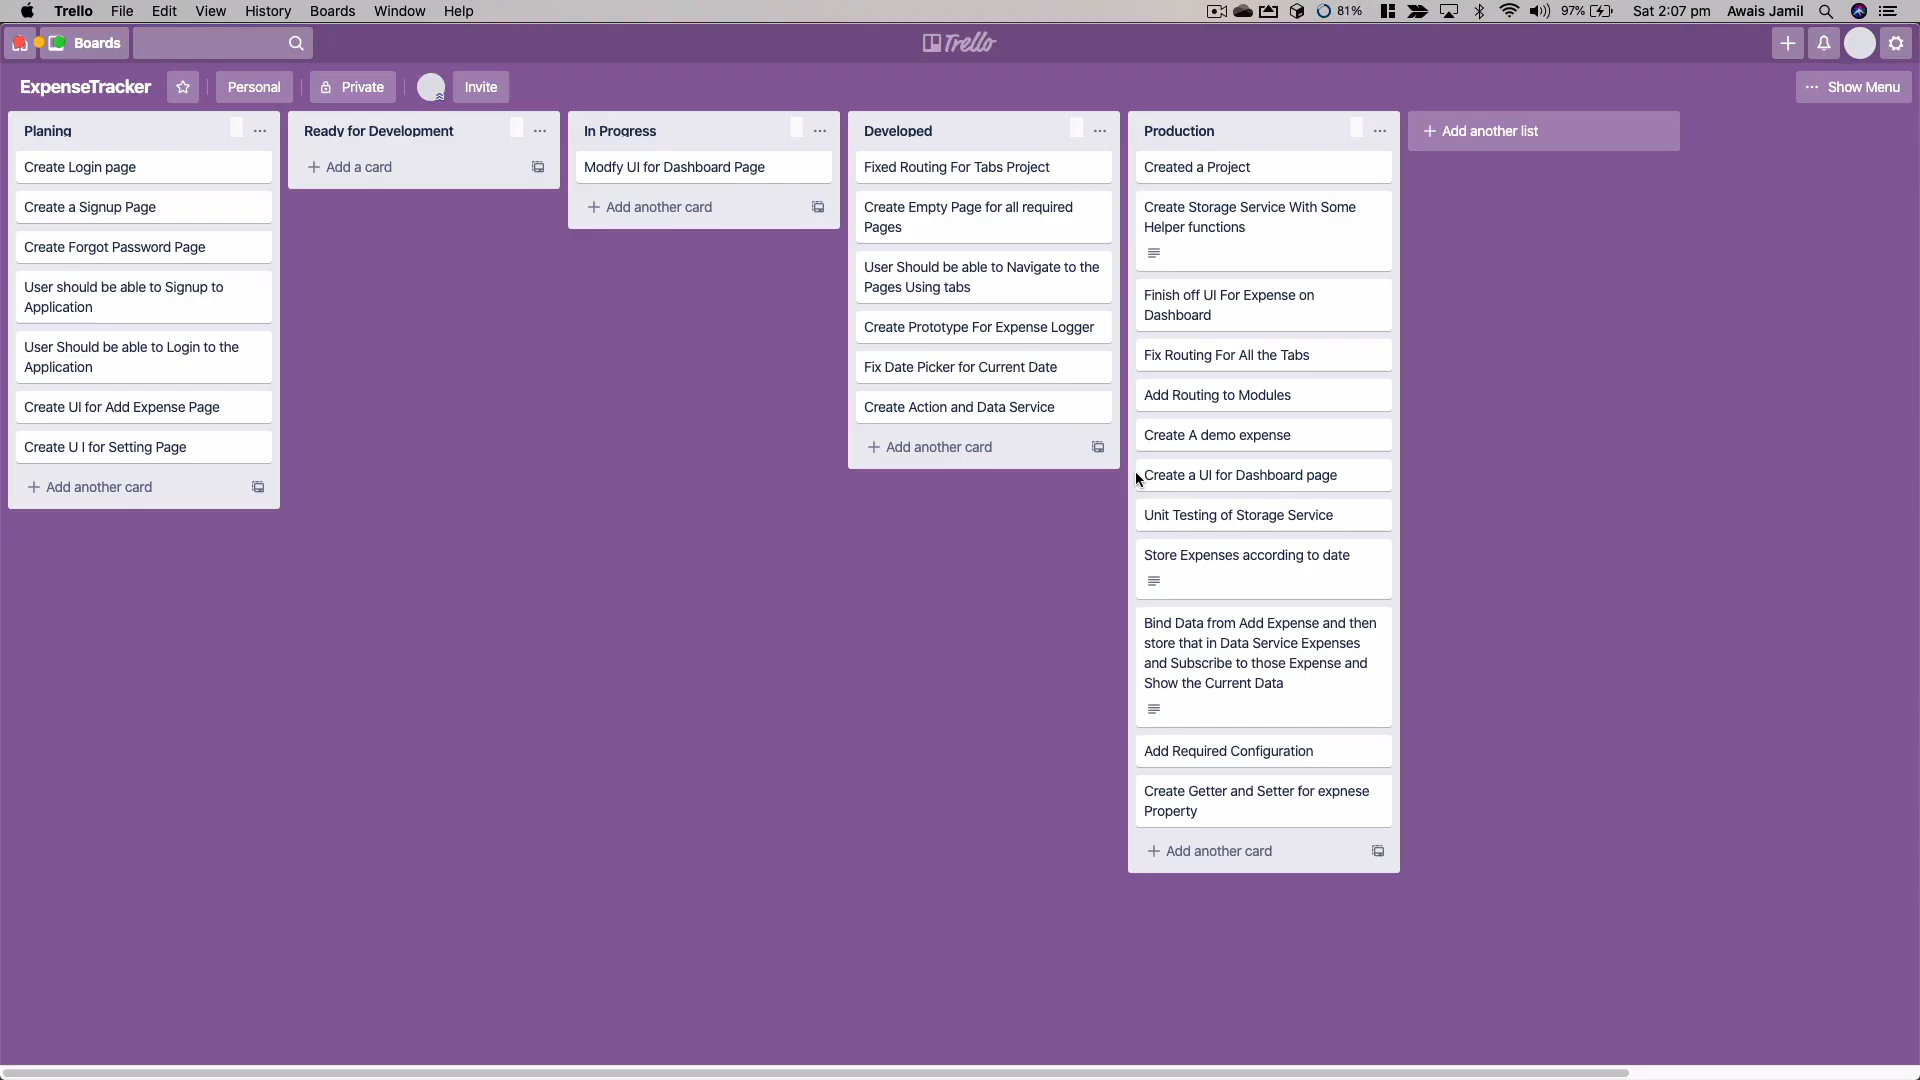 Trello File Edit View History Boards Window Help 81% 97% Sat 2:07 pm Awais Jamil
Boards Trello
ExpenseTracker Personal Private Invite Show Menu
Planing
Create Login page
Create a Signup Page
Create Forgot Password Page
User should be able to Signup to
Application
User Should be able to Login to the
Application
Create UI for Add Expense Page
Create U I for Setting Page
Add another card
Ready for Development
Add a card
In Progress
Modfy UI for Dashboard Page
Add another card
Developed
Fixed Routing For Tabs Project
Create Empty Page for all required
Pages
User Should be able to Navigate to the
Pages Using tabs
Create Prototype For Expense Logger
Fix Date Picker for Current Date
Create Action and Data Service
Add another card
Production
Created a Project
Create Storage Service With Some
Helper functions
Finish off UI For Expense on
Dashboard
Fix Routing For All the Tabs
Add Routing to Modules
Create A demo expense
Create a UI for Dashboard page
Unit Testing of Storage Service
Store Expenses according to date
Bind Data from Add Expense and then
store that in Data Service Expenses
and Subscribe to those Expense and
Show the Current Data
Add Required Configuration
Create Getter and Setter for expnese
Property
Add another card
Add another list